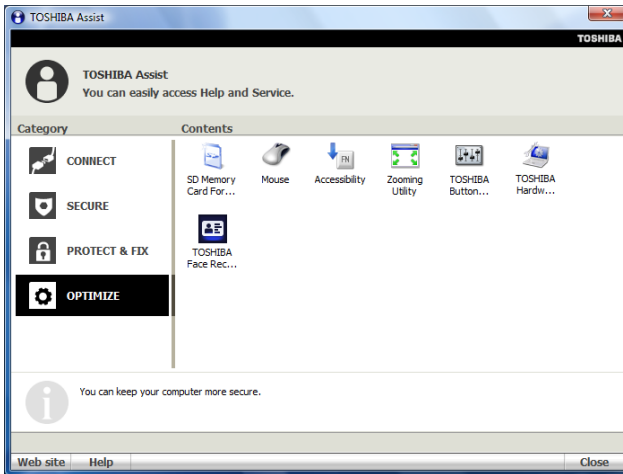 TOSHIBA Assist
TOSHIBA
TOSHIBA Assist
You can easily access Help and Service.
Category
Contents
CONNECT
SECURE
PROTECT & FIX
OPTIMIZE
SD Memory
Card For...
Mouse
Accessibility
FN
Zooming
Utility
TOSHIBA
Button...
TOSHIBA
Hardw...
TOSHIBA
Face Rec...
You can keep your computer more secure.
Web site
Help
Close